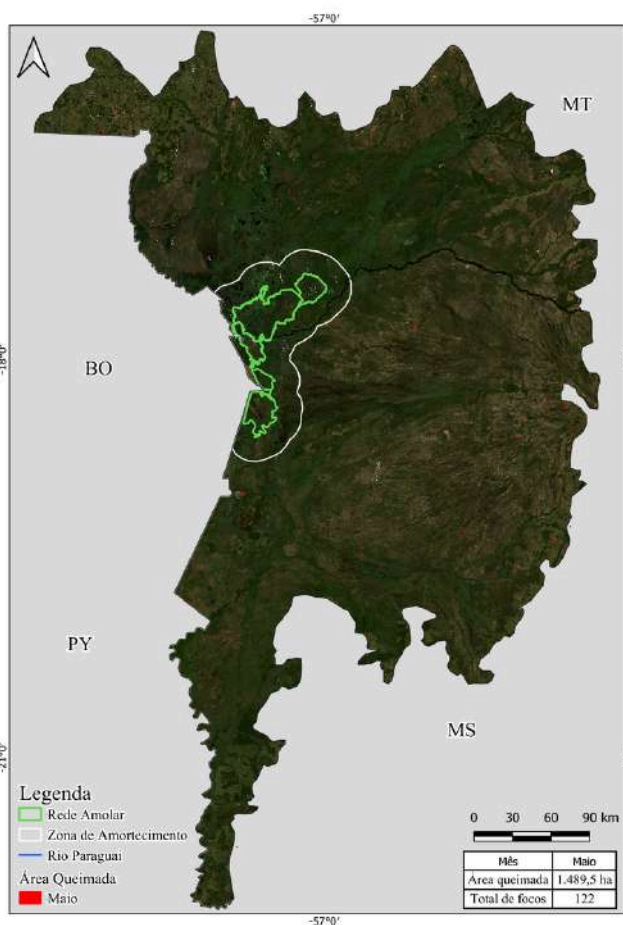 -57°0'
MT
-18°0'
BO
PY
MS
-21°0'
Legenda
Rede Amolar
Zona de Amortecimento
Rio Paraguai
Área Queimada
Maio
0 30 60 90 km
Mês Maio
Área queimada 1.489,5 ha
Total de focos 122
-57°0'